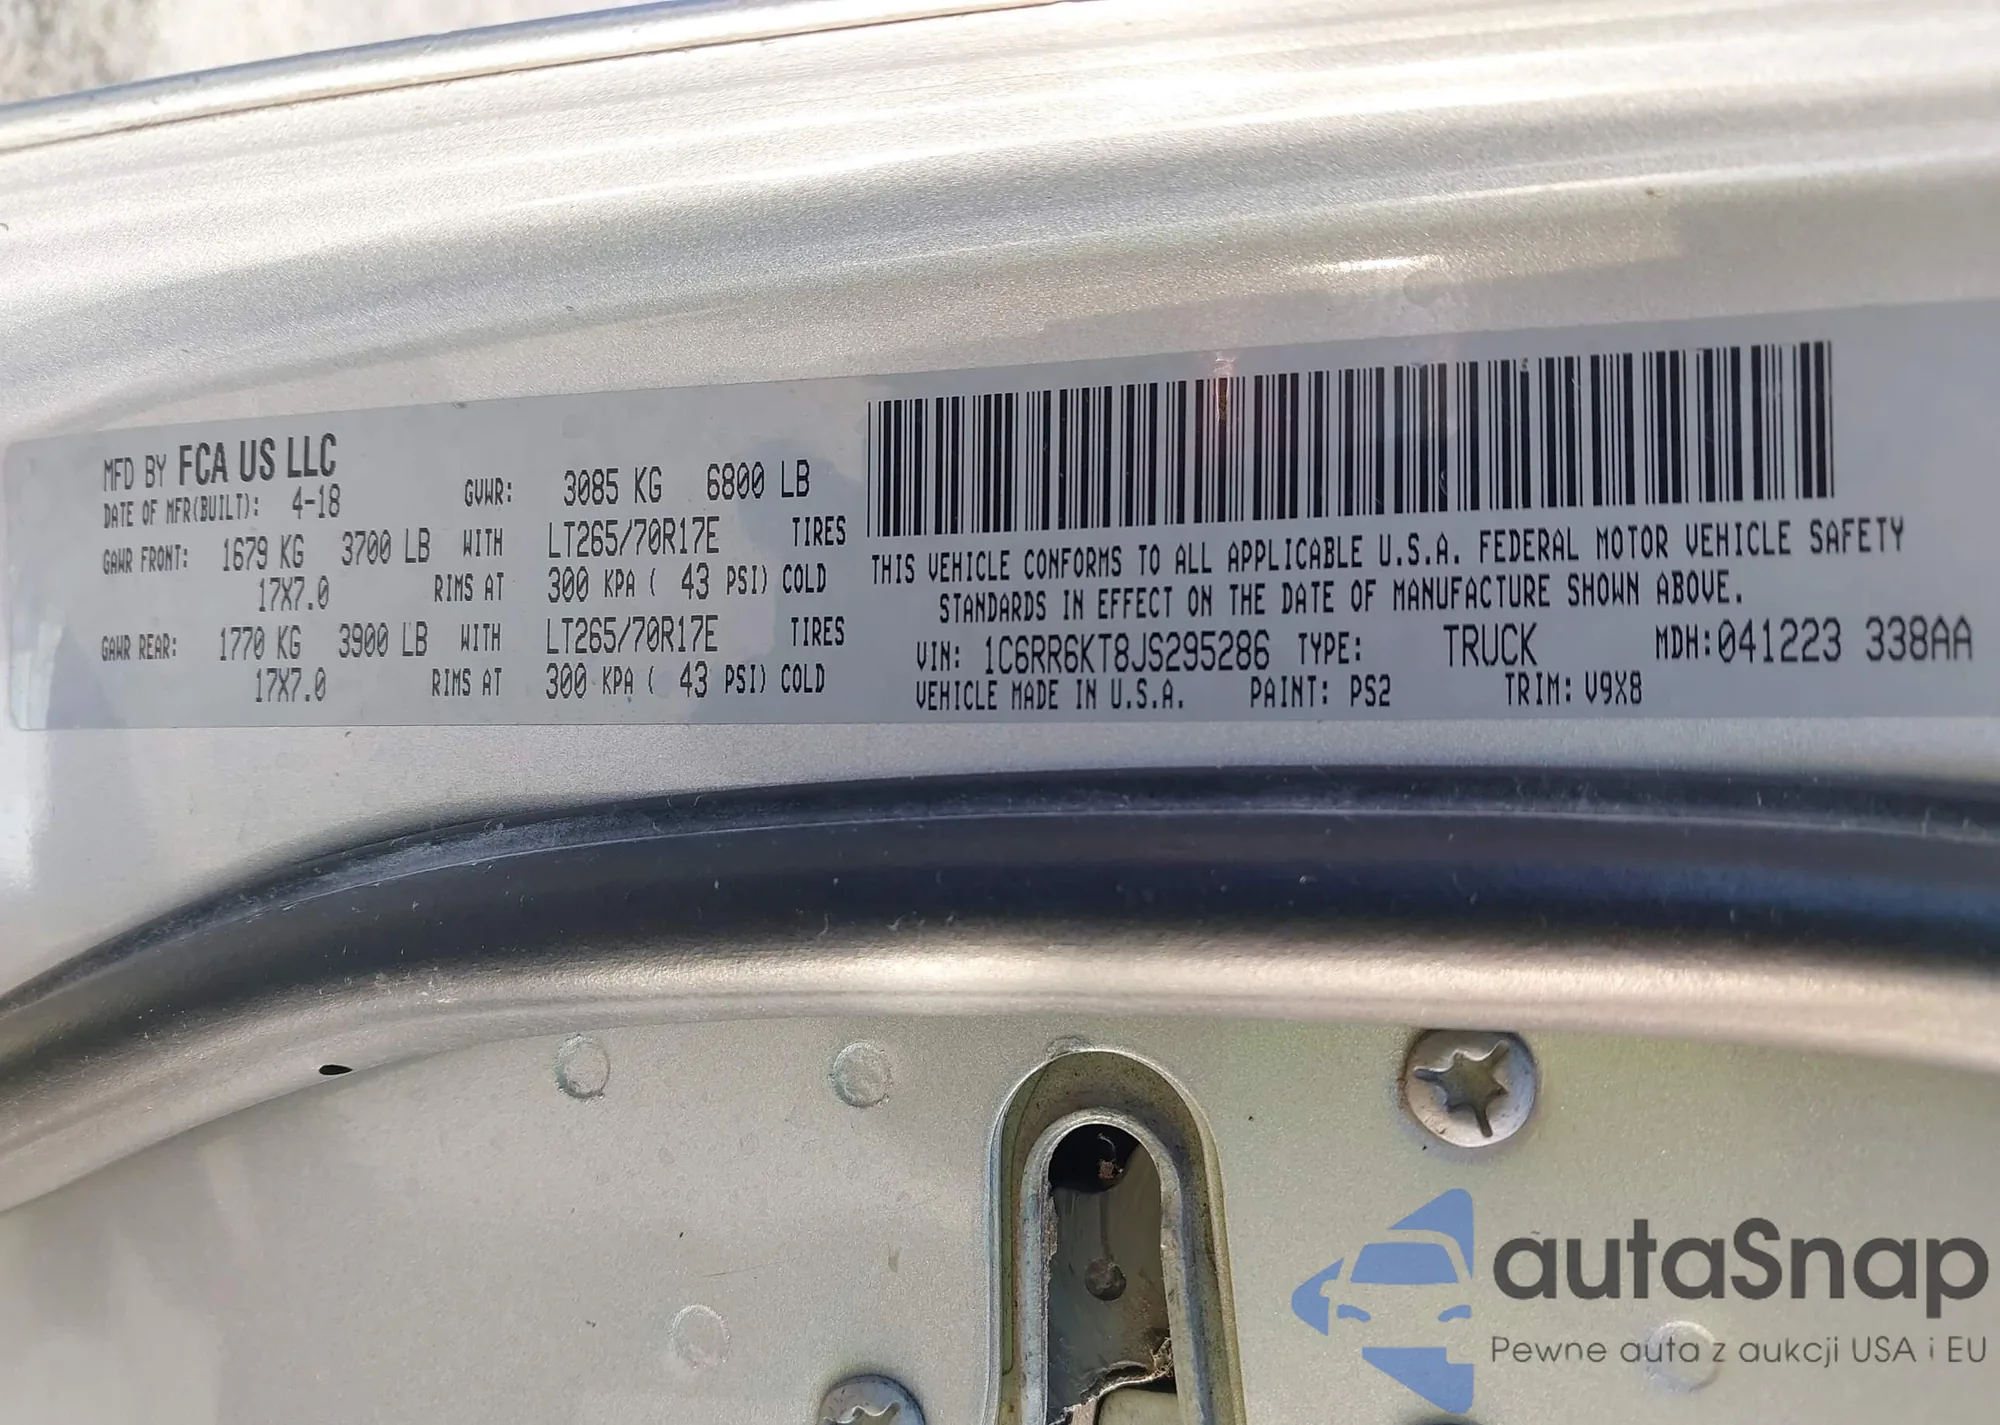 MFD BY FCA US LLC
DATE OF MFR(BUILT): 4-18 GVWR: 3085 KG 6800 LB
GAWR FRONT: 1679 KG 3700 LB WITH LT265/70R17E TIRES
17X7.0 RIMS AT 300 KPA ( 43 PSI) COLD
GAWR REAR: 1770 KG 3900 LB WITH LT265/70R17E TIRES
17X7.0 RIMS AT 300 KPA ( 43 PSI) COLD
THIS VEHICLE CONFORMS TO ALL APPLICABLE U.S.A. FEDERAL MOTOR VEHICLE SAFETY
STANDARDS IN EFFECT ON THE DATE OF MANUFACTURE SHOWN ABOVE.
VIN: 1C6RR6KT8JS295286 TYPE: TRUCK MDH:041223 338AA
VEHICLE MADE IN U.S.A. PAINT: PS2 TRIM: V9X8
autaSnap
Pewne auta z aukcji USA i EU